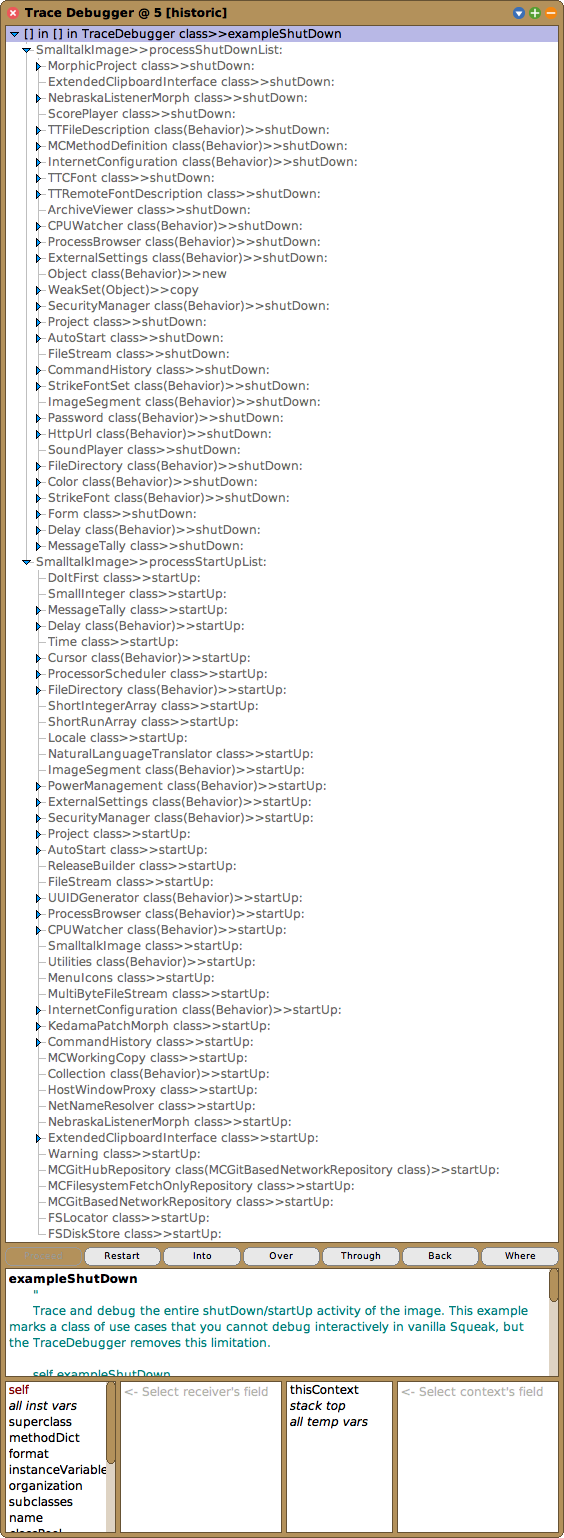 Trace Debugger @ 5 [historic]
[] in [] in TraceDebugger class>>exampleShutDown
SmalltalkImage>>processShutDownList:
MorphicProject class>>shutDown:
ExtendedClipboardInterface class>>shutDown:
NebraskaListenerMorph class>>shutDown:
ScorePlayer class>>shutDown:
TTFileDescription class(Behavior)>>shutDown:
MCMethodDefinition class(Behavior)>>shutDown:
InternetConfiguration class(Behavior)>>shutDown:
TTCFont class>>shutDown:
TTRemoteFontDescription class>>shutDown:
ArchiveViewer class>>shutDown:
CPUWatcher class(Behavior)>>shutDown:
ProcessBrowser class(Behavior)>>shutDown:
ExternalSettings class(Behavior)>>shutDown:
Object class(Behavior)>>new
WeakSet(Object)>>copy
SecurityManager class(Behavior)>>shutDown:
Project class>>shutDown:
AutoStart class>>shutDown:
FileStream class>>shutDown:
CommandHistory class>>shutDown:
StrikeFontSet class(Behavior)>>shutDown:
ImageSegment class(Behavior)>>shutDown:
Password class(Behavior)>>shutDown:
HttpUrl class(Behavior)>>shutDown:
SoundPlayer class>>shutDown:
FileDirectory class(Behavior)>>shutDown:
Color class(Behavior)>>shutDown:
StrikeFont class(Behavior)>>shutDown:
Form class>>shutDown:
Delay class(Behavior)>>shutDown:
MessageTally class>>shutDown:
SmalltalkImage>>processStartUpList:
DoItFirst class>>startUp:
SmallInteger class>>startUp:
MessageTally class>>startUp:
Delay class(Behavior)>>startUp:
Time class>>startUp:
Cursor class(Behavior)>>startUp:
ProcessorScheduler class>>startUp:
FileDirectory class(Behavior)>>startUp:
ShortIntegerArray class>>startUp:
ShortRunArray class>>startUp:
Locale class>>startUp:
NaturalLanguageTranslator class>>startUp:
ImageSegment class(Behavior)>>startUp:
PowerManagement class(Behavior)>>startUp:
ExternalSettings class(Behavior)>>startUp:
SecurityManager class(Behavior)>>startUp:
Project class>>startUp:
AutoStart class>>startUp:
ReleaseBuilder class>>startUp:
FileStream class>>startUp:
UUIDGenerator class(Behavior)>>startUp:
ProcessBrowser class(Behavior)>>startUp:
CPUWatcher class(Behavior)>>startUp:
SmalltalkImage class>>startUp:
Utilities class>>startUp:
MenuIcons class>>startUp:
MultiByteFileStream class>>startUp:
InternetConfiguration class(Behavior)>>startUp:
KedamaPatchMorph class>>startUp:
CommandHistory class>>startUp:
MCWorkingCopy class>>startUp:
Collection class(Behavior)>>startUp:
HostWindowProxy class>>startUp:
NetNameResolver class>>startUp:
NebraskaListenerMorph class>>startUp:
ExtendedClipboardInterface class>>startUp:
Warning class>>startUp:
MCGitHubRepository class(MCGitBasedNetworkRepository class)>>startUp:
MCFilesystemFetchOnlyRepository class>>startUp:
MCGitBasedNetworkRepository class>>startUp:
FSLocator class>>startUp:
FSDiskStore class>>startUp:
Restart Into Over Through Back Where
exampleShutDown
"
Trace and debug the entire shutDown/startUp activity of the image. This example
marks a class of use cases that you cannot debug interactively in vanilla Squeak, but
the TraceDebugger removes this limitation.
self exampleShutDown
self
all inst vars
superclass
methodDict
format
instanceVariable
organization
subclasses
name
<- Select receiver's field
thisContext
stack top
all temp vars
<- Select context's field